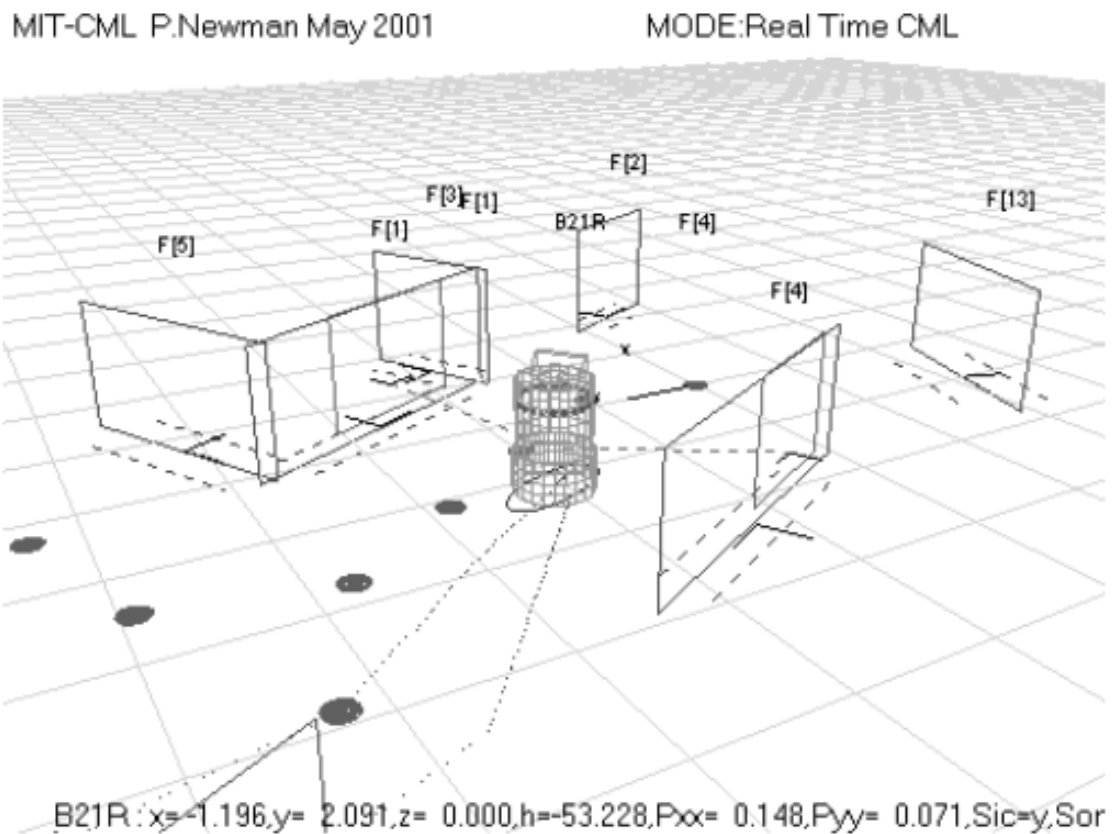 MIT-CML P.Newman May 2001 MODE:Real Time CML
F[2]
F[3] F[1] F[13]
F[1] B21R F[4]
F[5]
F[4]
x
B21R : x= -1.196,y= 2.091,z= 0.000,h=-53.228,Pxx= 0.148,Pyy= 0.071,Sic=y,Sor